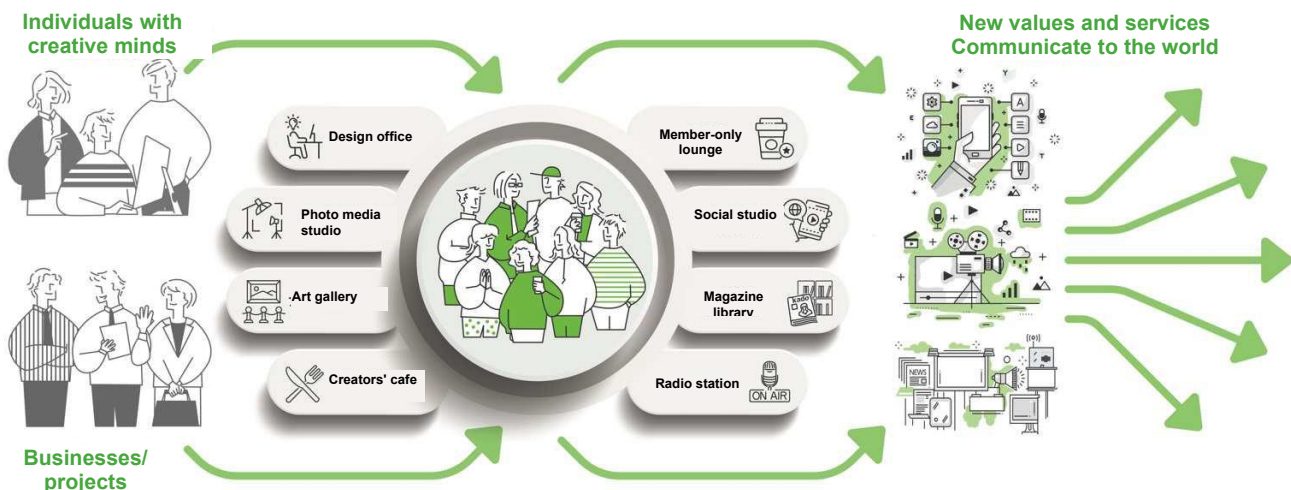 Individuals with
creative minds
New values and services
Communicate to the world
Design office
Member-only
lounge
Photo media
studio
Social studio
Art gallery
Magazine
library
kado
Creators' cafe
Radio station
ON AIR
NEWS
A
Businesses/
projects